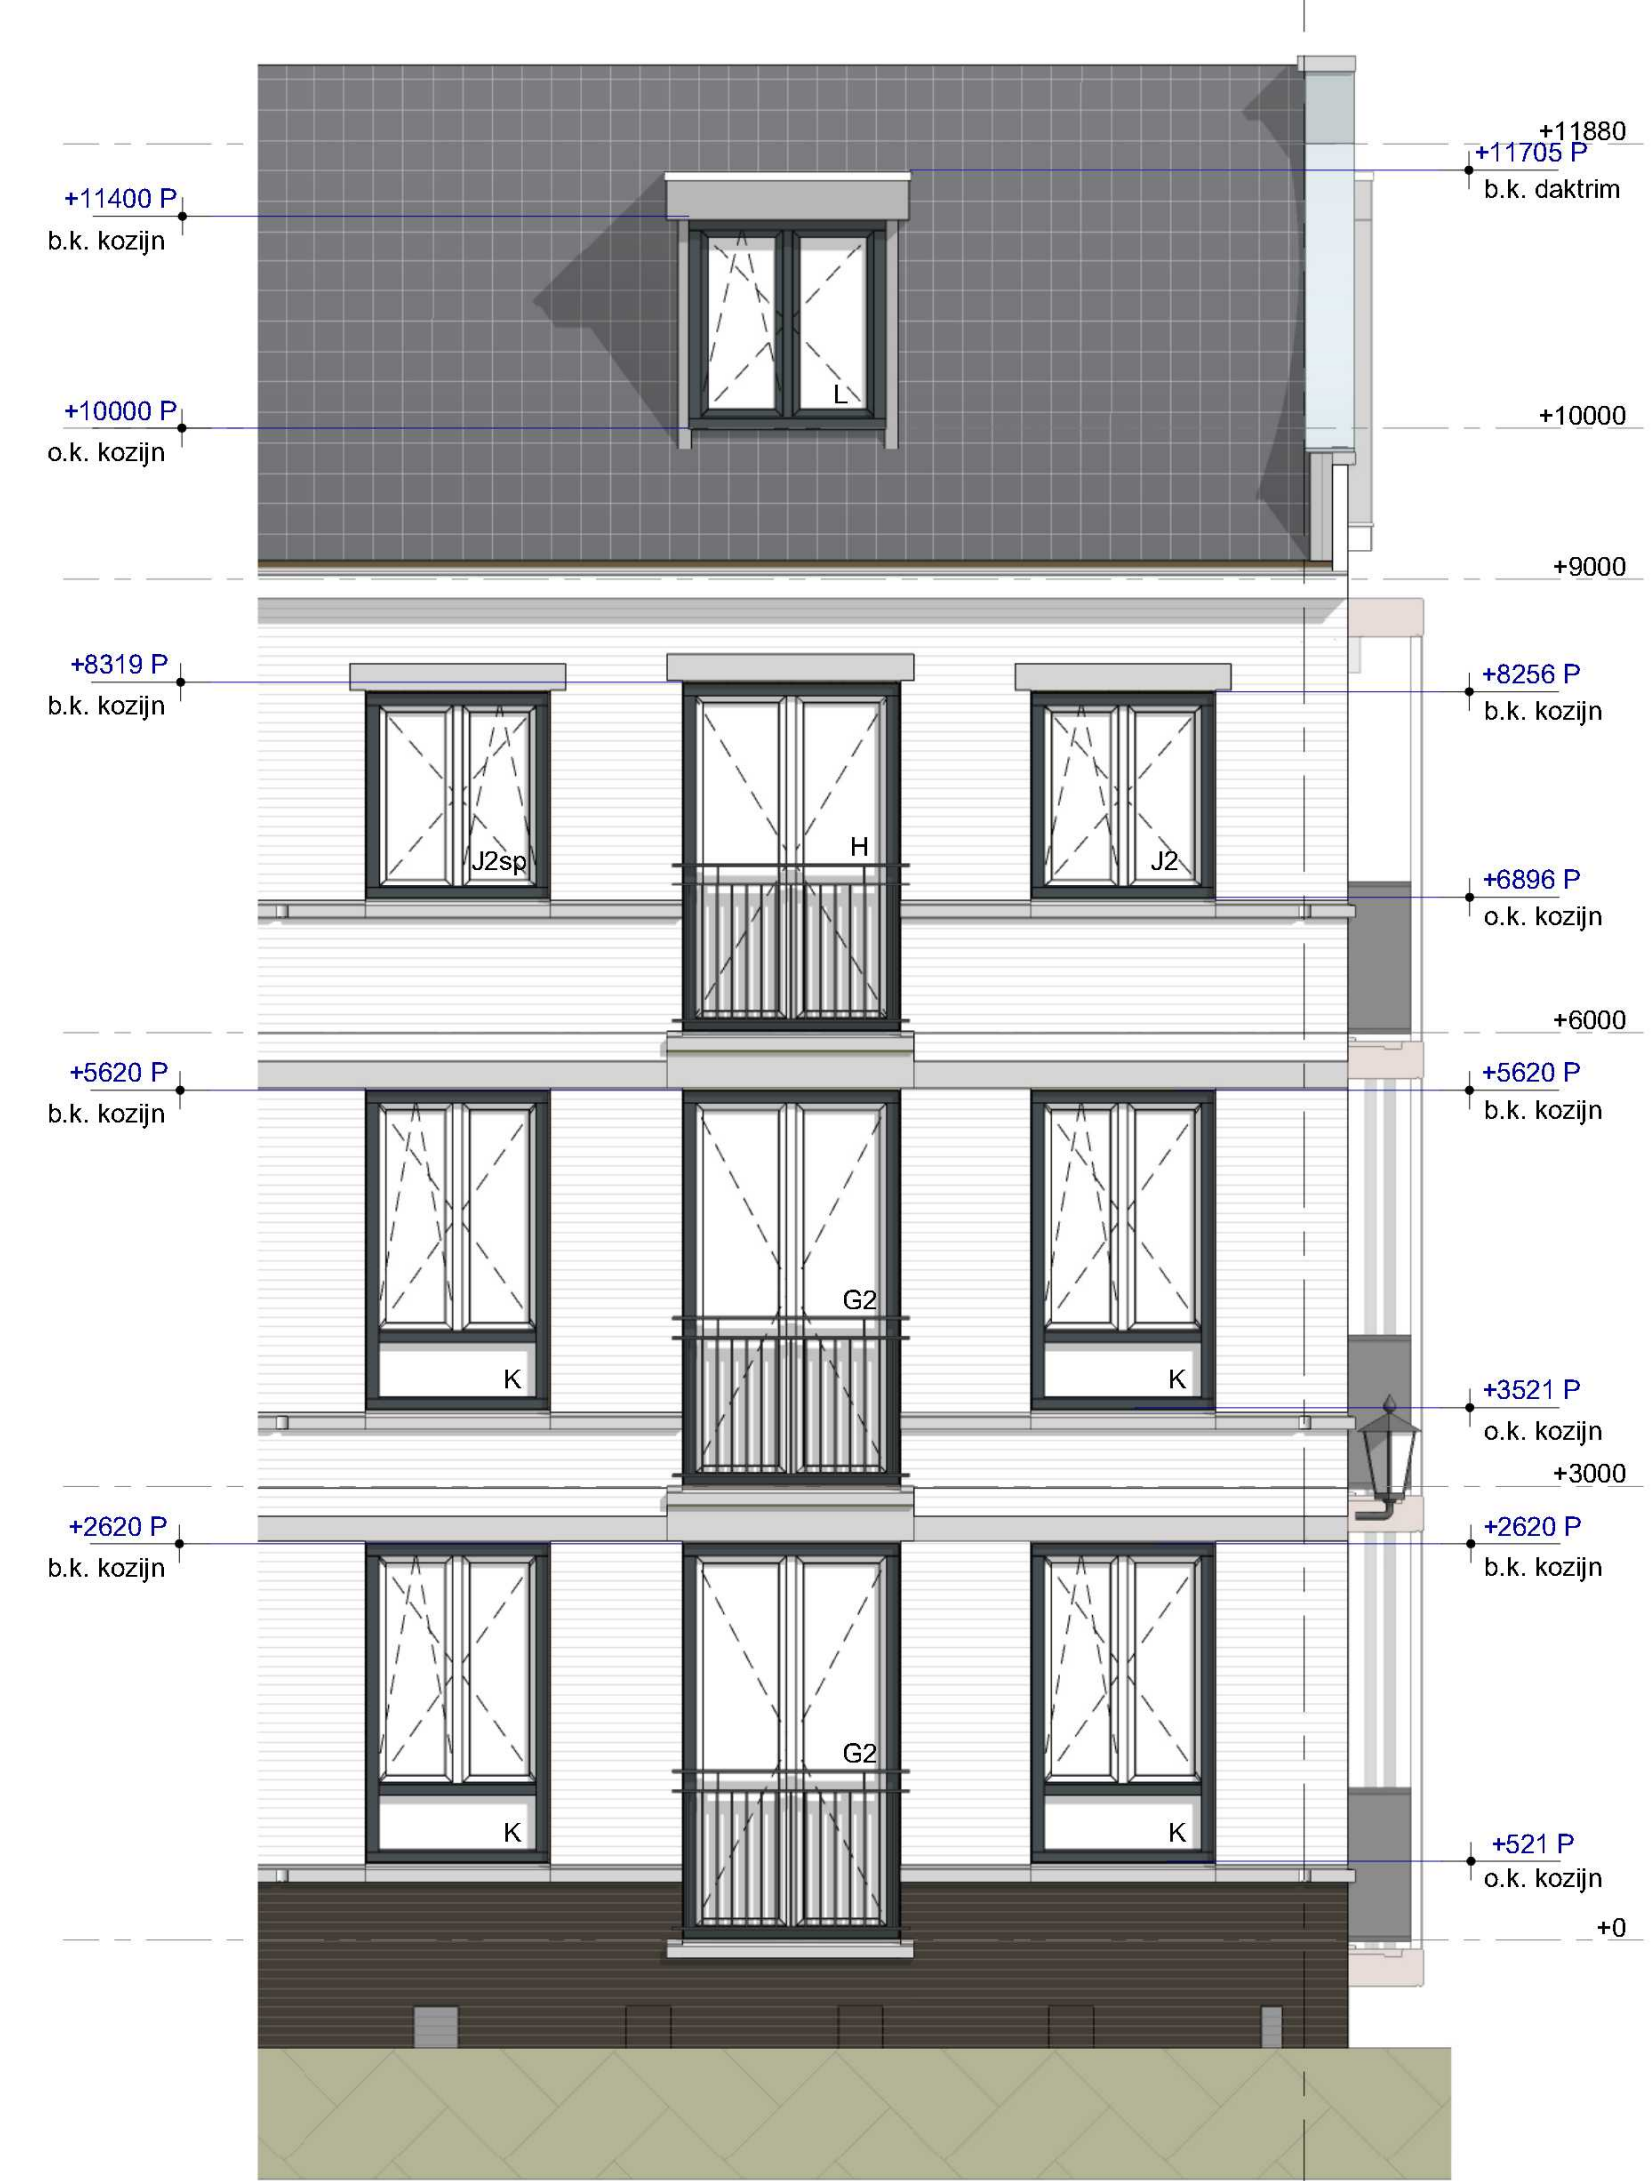 +11880
+11705 P
b.k. daktrim
+11400 P
b.k. kozijn
L
+10000 P
o.k. kozijn
+10000
+9000
+8319 P
b.k. kozijn
+8256 P
b.k. kozijn
J2sp
H
J2
+6896 P
o.k. kozijn
+6000
+5620 P
b.k. kozijn
+5620 P
b.k. kozijn
G2
K
K
+3521 P
o.k. kozijn
+3000
+2620 P
b.k. kozijn
+2620 P
b.k. kozijn
G2
K
K
+521 P
o.k. kozijn
+0